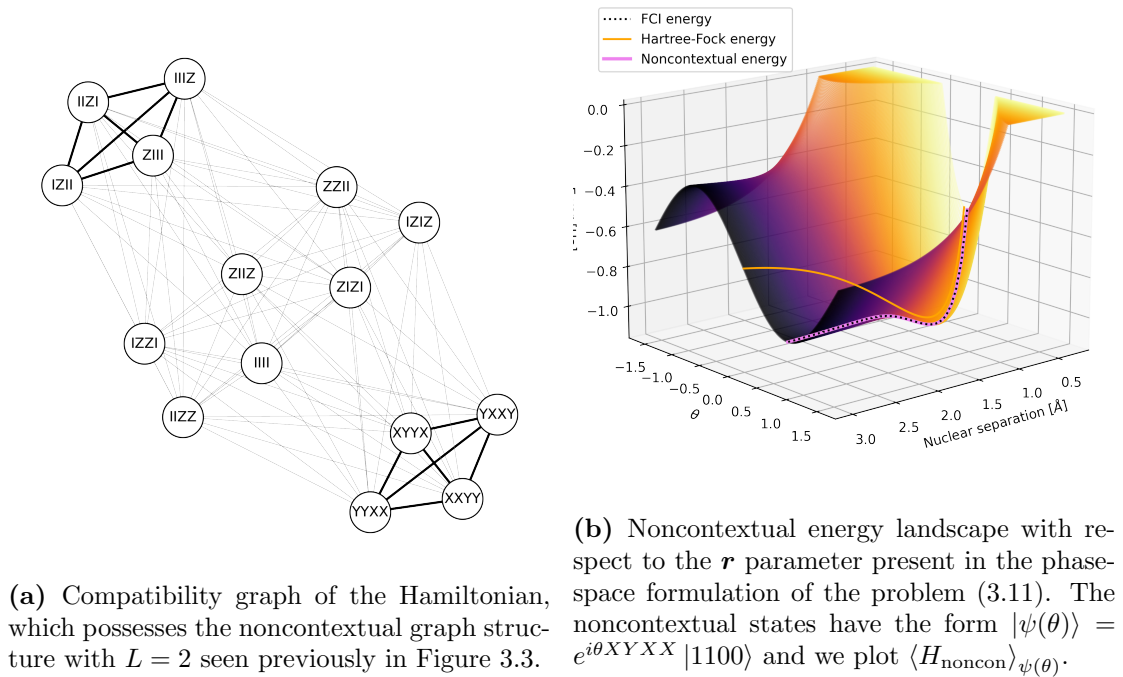 IIIZ
IIZI
ZIII
IZII
ZZII
IZIZ
ZIIZ
ZIZI
IZZI
IIII
IIZZ
YXXY
XYYX
XXYY
YYXX
(a) Compatibility graph of the Hamiltonian,
which possesses the noncontextual graph struc-
ture with L = 2 seen previously in Figure 3.3.
FCI energy
Hartree-Fock energy
Noncontextual energy
0.0
−0.2
−0.4
−0.6
−0.8
−1.0
−1.5
−1.0
−0.5
0.0
0.5
1.0
1.5
θ
3.0
2.5
2.0
1.5
1.0
0.5
Nuclear separation [Å]
(b) Noncontextual energy landscape with re-
spect to the r parameter present in the phase-
space formulation of the problem (3.11). The
noncontextual states have the form |ψ(θ)⟩ =
e^{iθXYXX} |1100⟩ and we plot ⟨H_{noncon}⟩_{ψ(θ)}.